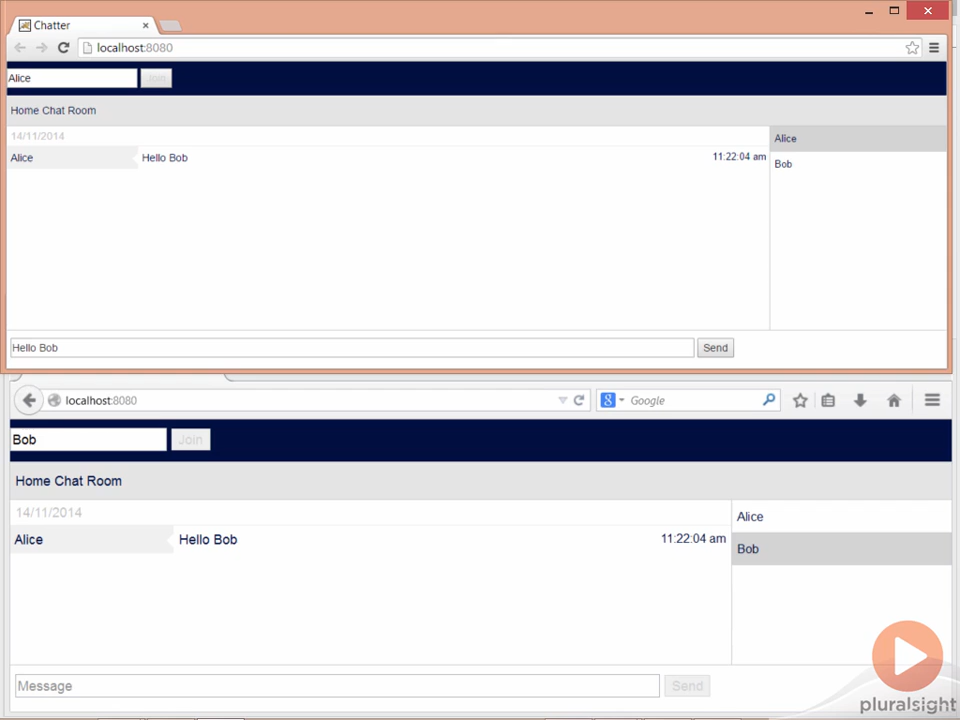 Chatter
localhost:8080
Alice Join
Home Chat Room
14/11/2014
Alice Hello Bob 11:22:04 am
Alice
Bob
Hello Bob Send
localhost:8080 8 Google
Bob Join
Home Chat Room
14/11/2014
Alice Hello Bob 11:22:04 am
Alice
Bob
Message Send
pluralsight